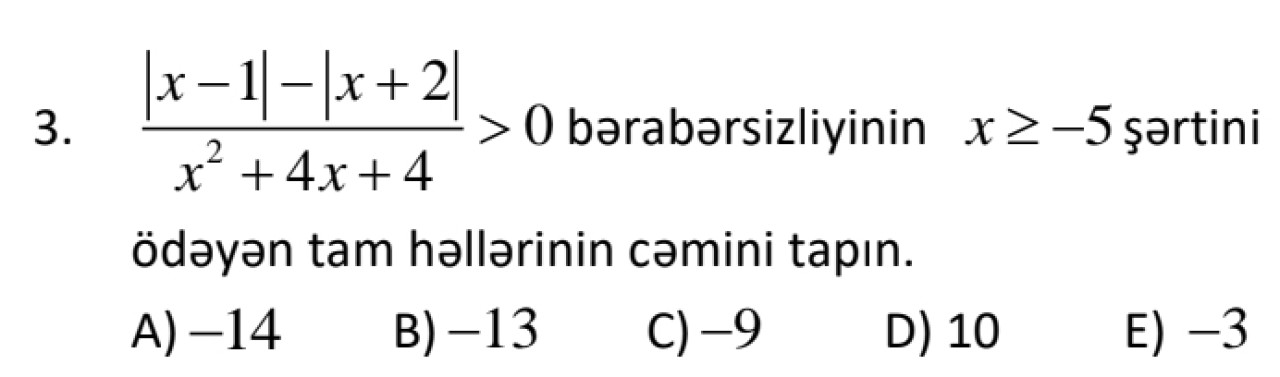 3. (|x − 1| − |x + 2|)/(x² + 4x + 4) > 0 bərabərsizliyinin x ≥ −5 şərtini
ödəyən tam həllərinin cəmini tapın.
A) −14 B) −13 C) −9 D) 10 E) −3